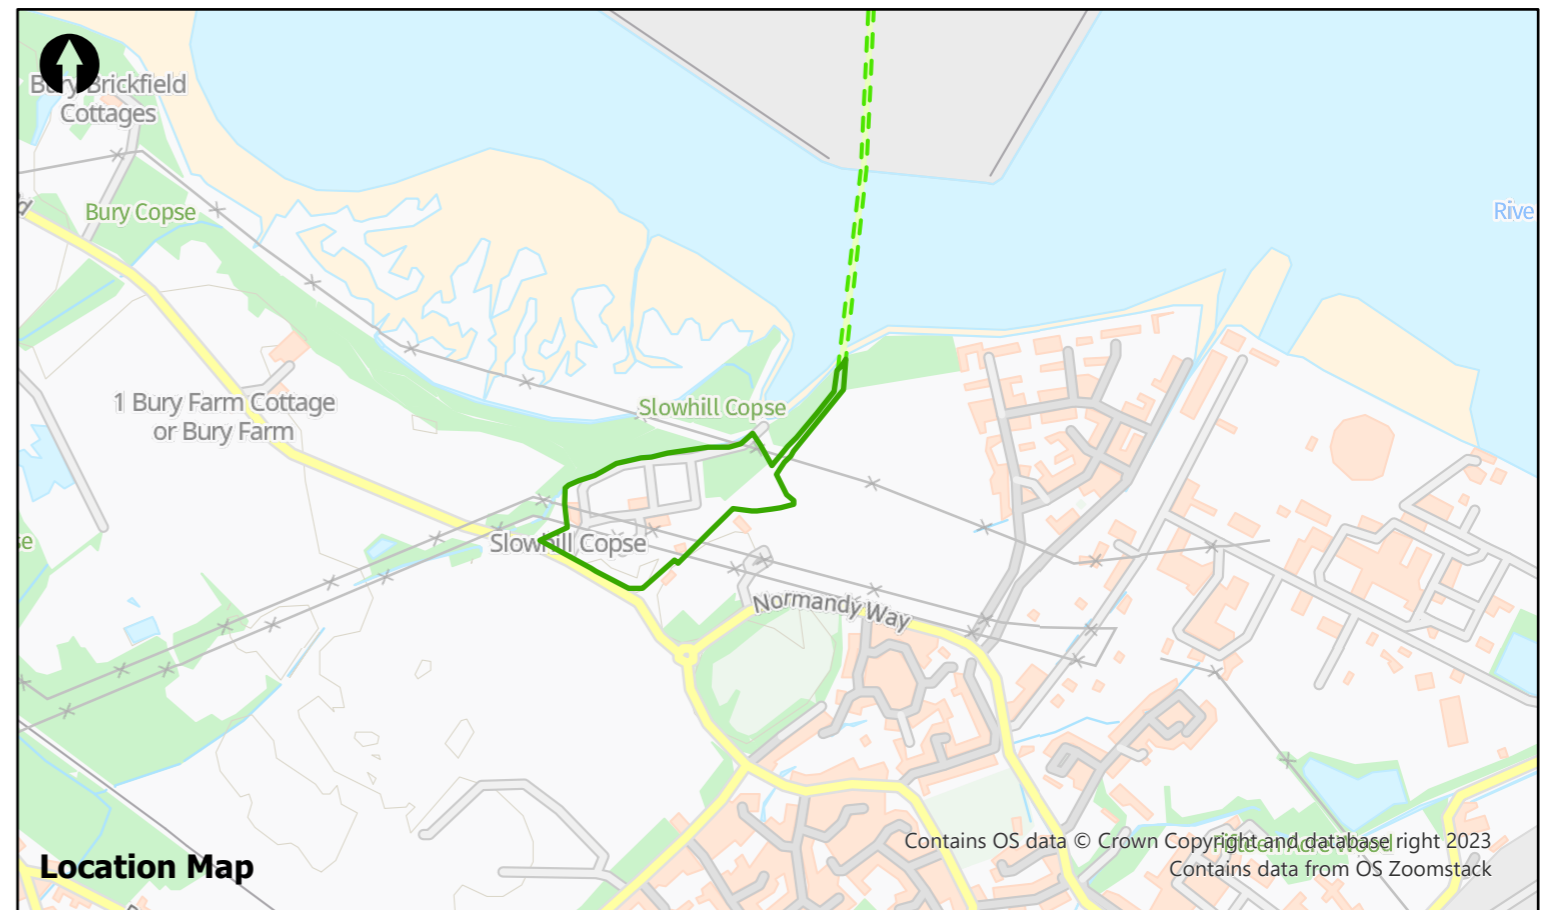 Bury Brickfield
Cottages
Bury Copse
Rive
1 Bury Farm Cottage
or Bury Farm
Slowhill Copse
se
Slowhill Copse
Normandy Way
Contains OS data © Crown Copyright and database right 2023
Contains data from OS Zoomstack
Location Map